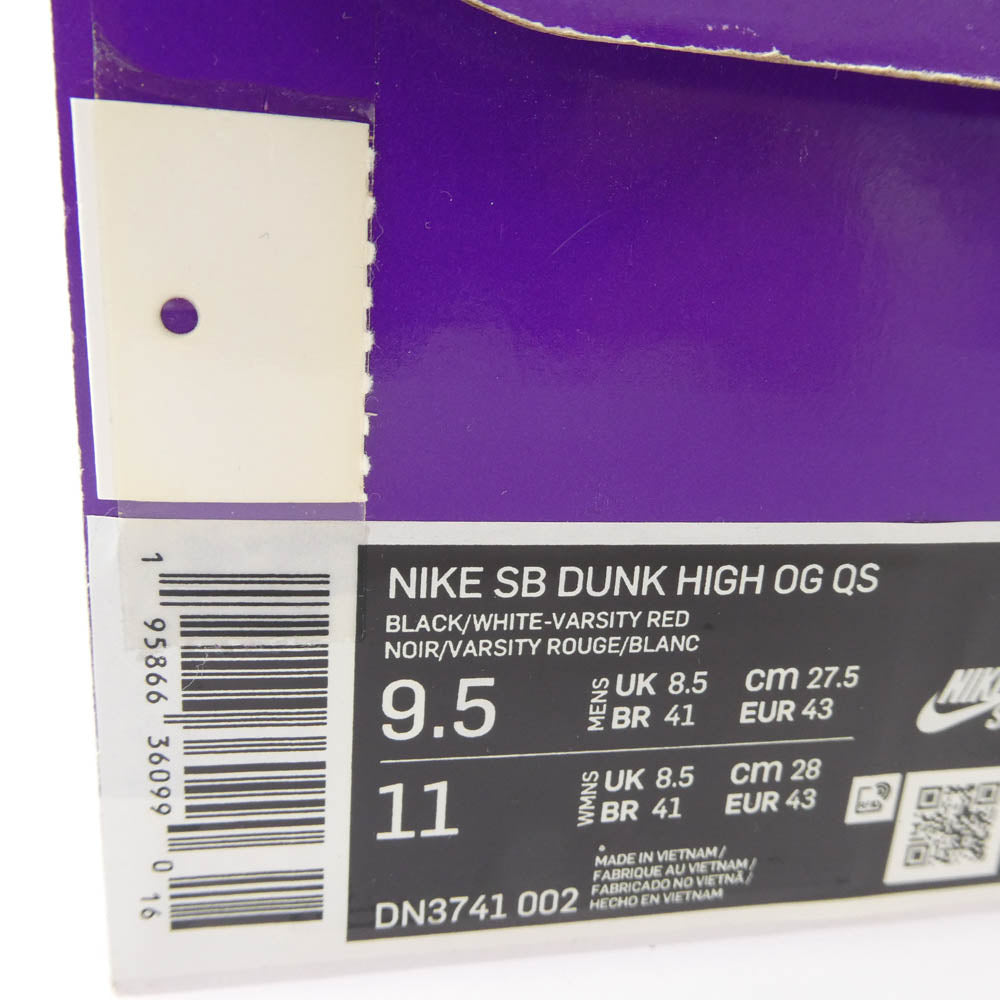 NIKE SB DUNK HIGH OG QS
BLACK/WHITE-VARSITY RED
NOIR/VARSITY ROUGE/BLANC
9.5 MENS UK 8.5 CM 27.5
BR 41 EUR 43
11 WMNS UK 8.5 CM 28
BR 41 EUR 43
MADE IN VIETNAM/
FABRIQUE AU VIETNAM/
FABRICADO NO VIETNÃ/
HECHO EN VIETNAM
DN3741 002
1 95866 36099 0 16